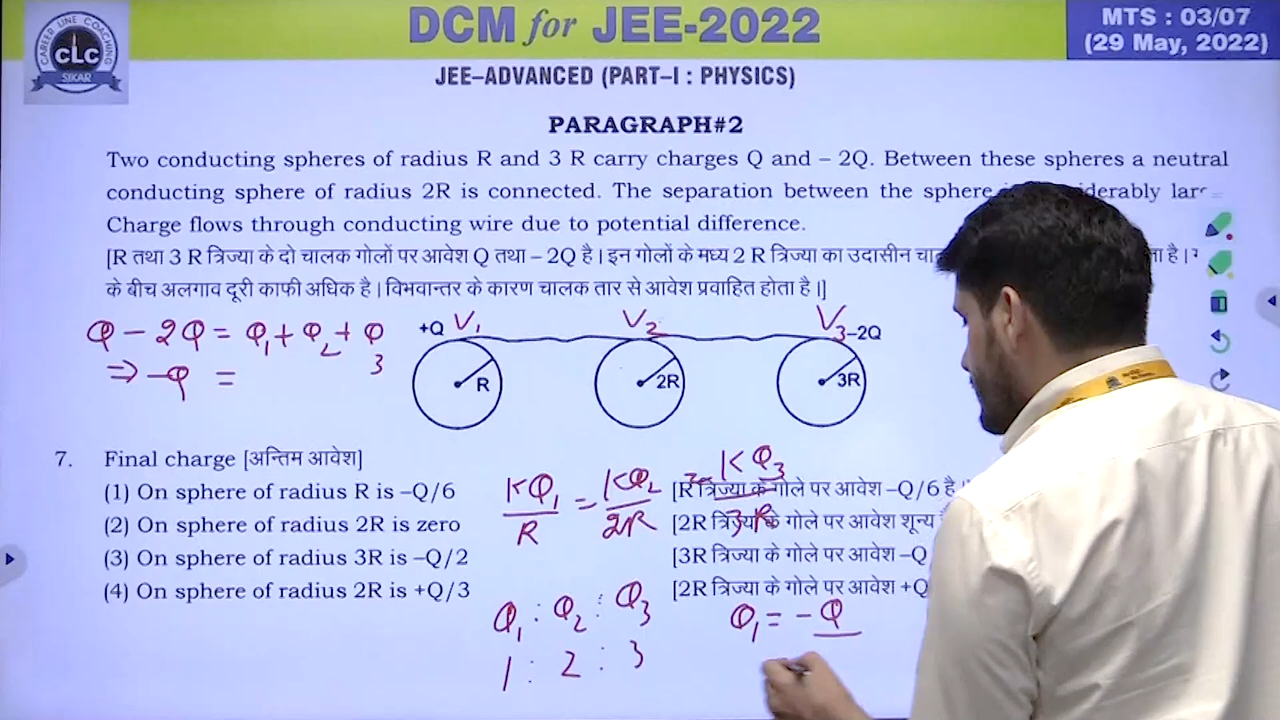 DCM for JEE-2022
MTS : 03/07
(29 May, 2022)
CAREER LINE COACHING
CLC
SIKAR
JEE–ADVANCED (PART–I : PHYSICS)
PARAGRAPH#2
Two conducting spheres of radius R and 3 R carry charges Q and – 2Q. Between these spheres a neutral
conducting sphere of radius 2R is connected. The separation between the sphere
Charge flows through conducting wire due to potential difference.
[R तथा 3 R त्रिज्या के दो चालक गोलों पर आवेश Q तथा – 2Q है। इन गोलों के मध्य 2 R त्रिज्या का उदासीन
के बीच अलगाव दूरी काफी अधिक है। विभवान्तर के कारण चालक तार से आवेश प्रवाहित होता है।]
Q - 2Q = Q₁ + Q₂ + Q₃
⇒ -Q =
+Q V₁ V₂ V₃ –2Q
R 2R 3R
7. Final charge [अन्तिम आवेश]
(1) On sphere of radius R is –Q/6 [R त्रिज्या के गोले पर आवेश –Q/6 है
(2) On sphere of radius 2R is zero [2R त्रिज्या के गोले पर आवेश शून्य
(3) On sphere of radius 3R is –Q/2 [3R त्रिज्या के गोले पर आवेश –Q
(4) On sphere of radius 2R is +Q/3 [2R त्रिज्या के गोले पर आवेश +Q
KQ₁/R = KQ₂/2R = KQ₃/3R
Q₁ : Q₂ : Q₃
1 : 2 : 3
Q₁ = - Q